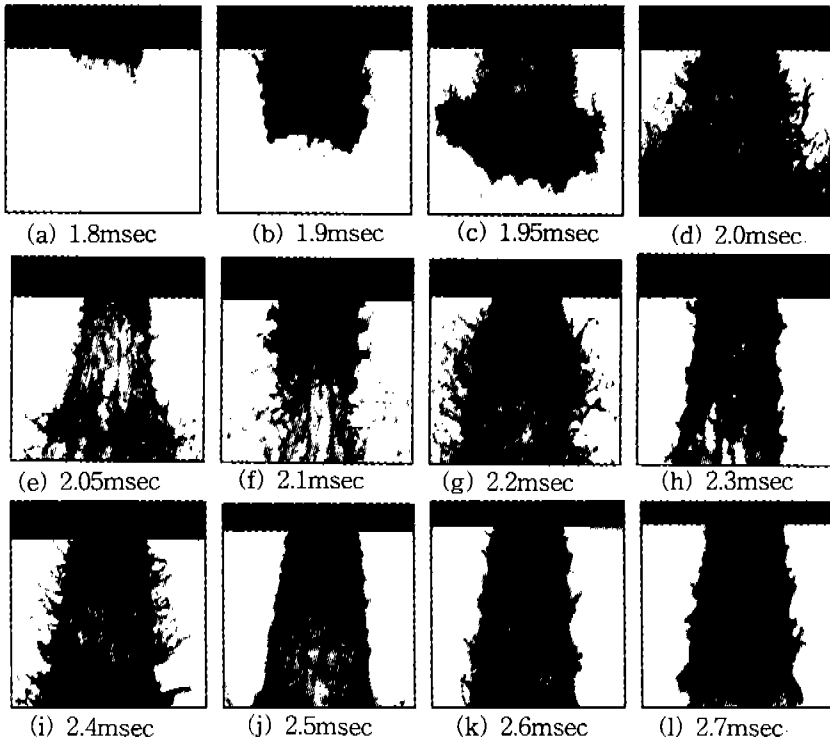 (a) 1.8msec
(b) 1.9msec
(c) 1.95msec
(d) 2.0msec
(e) 2.05msec
(f) 2.1msec
(g) 2.2msec
(h) 2.3msec
(i) 2.4msec
(j) 2.5msec
(k) 2.6msec
(l) 2.7msec